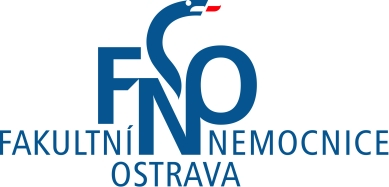 FNO
FAKULTNÍ NEMOCNICE
OSTRAVA